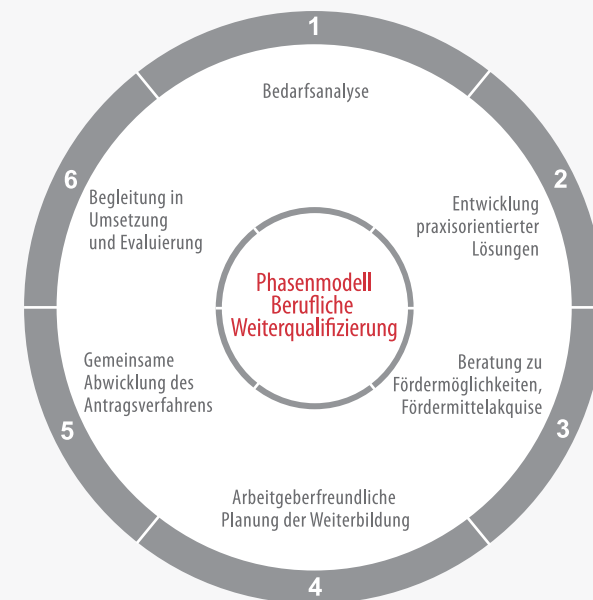 1
Bedarfsanalyse
2
Entwicklung
praxisorientierter
Lösungen
3
Beratung zu
Fördermöglichkeiten,
Fördermittelakquise
4
Arbeitgeberfreundliche
Planung der Weiterbildung
5
Gemeinsame
Abwicklung des
Antragsverfahrens
6
Begleitung in
Umsetzung
und Evaluierung
Phasenmodell
Berufliche
Weiterqualifizierung